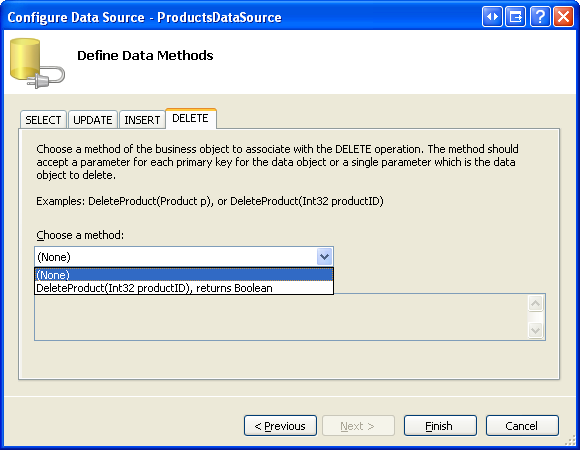 Configure Data Source - ProductsDataSource
Define Data Methods
SELECT UPDATE INSERT DELETE
Choose a method of the business object to associate with the DELETE operation. The method should
accept a parameter for each primary key for the data object or a single parameter which is the data
object to delete.
Examples: DeleteProduct(Product p), or DeleteProduct(Int32 productID)
Choose a method:
(None)
(None)
DeleteProduct(Int32 productID), returns Boolean
< Previous Next > Finish Cancel